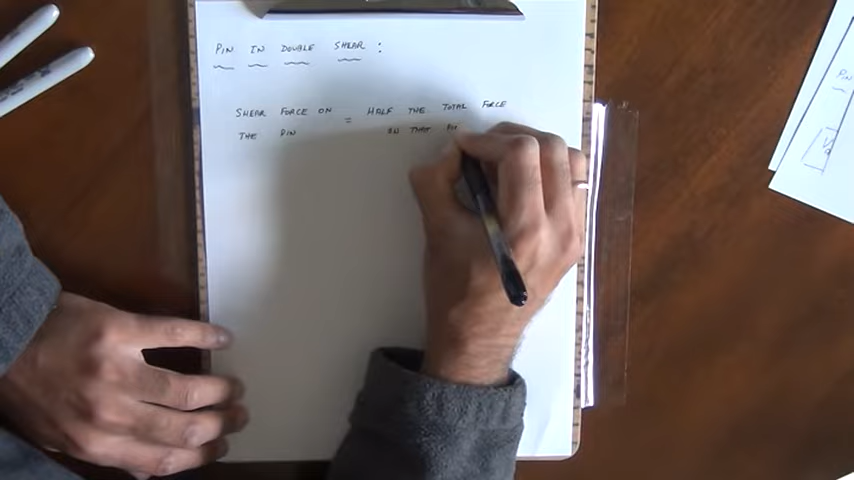 PIN IN DOUBLE SHEAR :
SHEAR FORCE ON = HALF THE TOTAL FORCE
THE PIN ON THAT